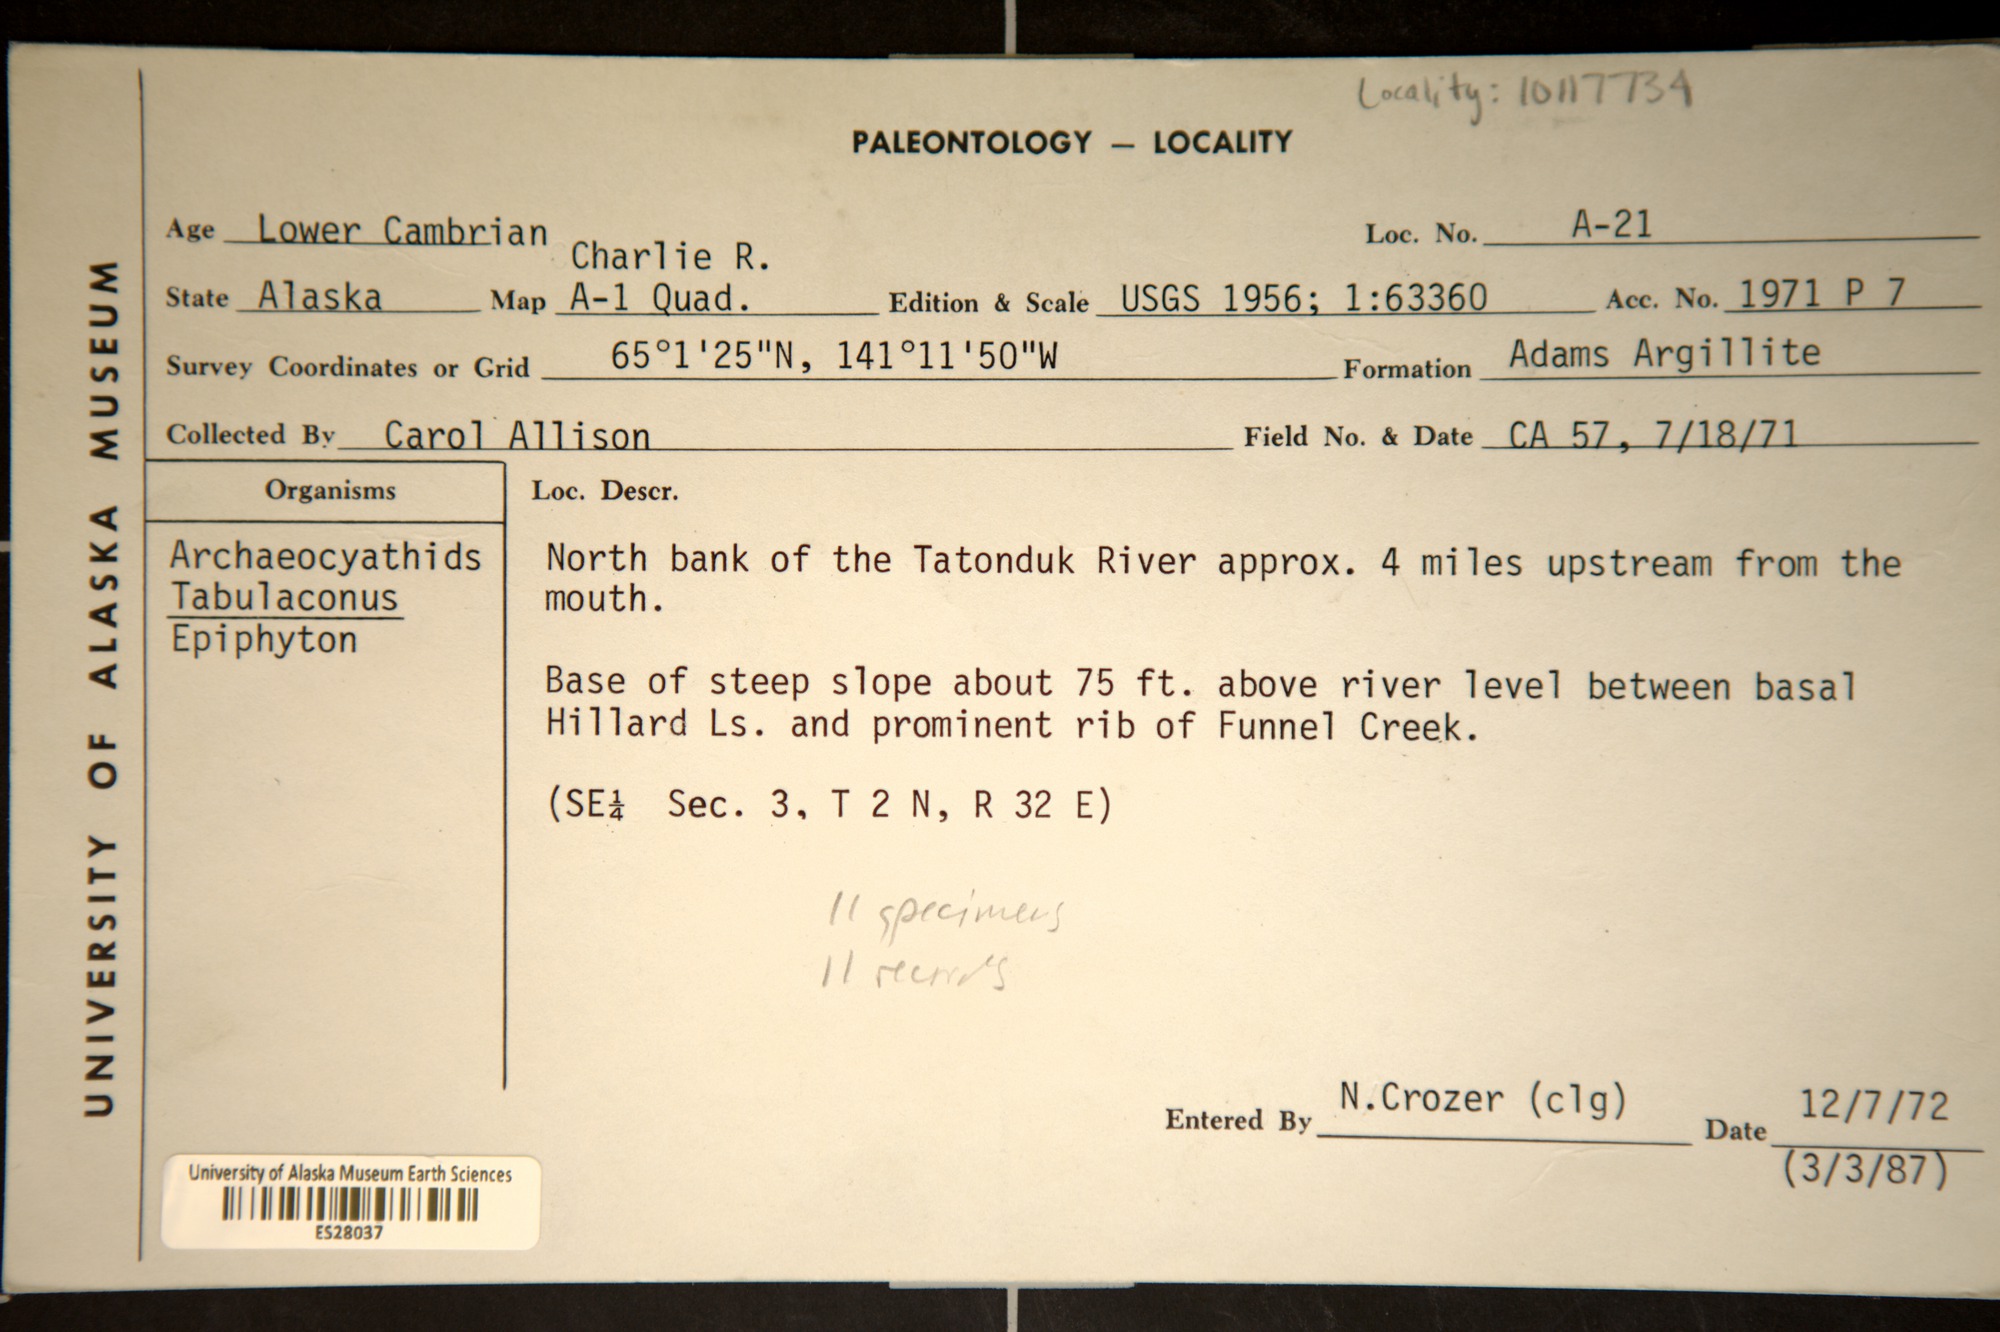 Locality: 10117734
PALEONTOLOGY — LOCALITY
UNIVERSITY OF ALASKA MUSEUM
Age Lower Cambrian Loc. No. A-21
Charlie R.
State Alaska Map A-1 Quad. Edition & Scale USGS 1956; 1:63360 Acc. No. 1971 P 7
Survey Coordinates or Grid 65°1'25"N, 141°11'50"W Formation Adams Argillite
Collected By Carol Allison Field No. & Date CA 57, 7/18/71
Organisms
Archaeocyathids
Tabulaconus
Epiphyton
Loc. Descr.
North bank of the Tatonduk River approx. 4 miles upstream from the
mouth.
Base of steep slope about 75 ft. above river level between basal
Hillard Ls. and prominent rib of Funnel Creek.
(SE¼ Sec. 3, T 2 N, R 32 E)
11 specimens
11 records
Entered By N.Crozer (clg) Date 12/7/72
(3/3/87)
University of Alaska Museum Earth Sciences
ES28037